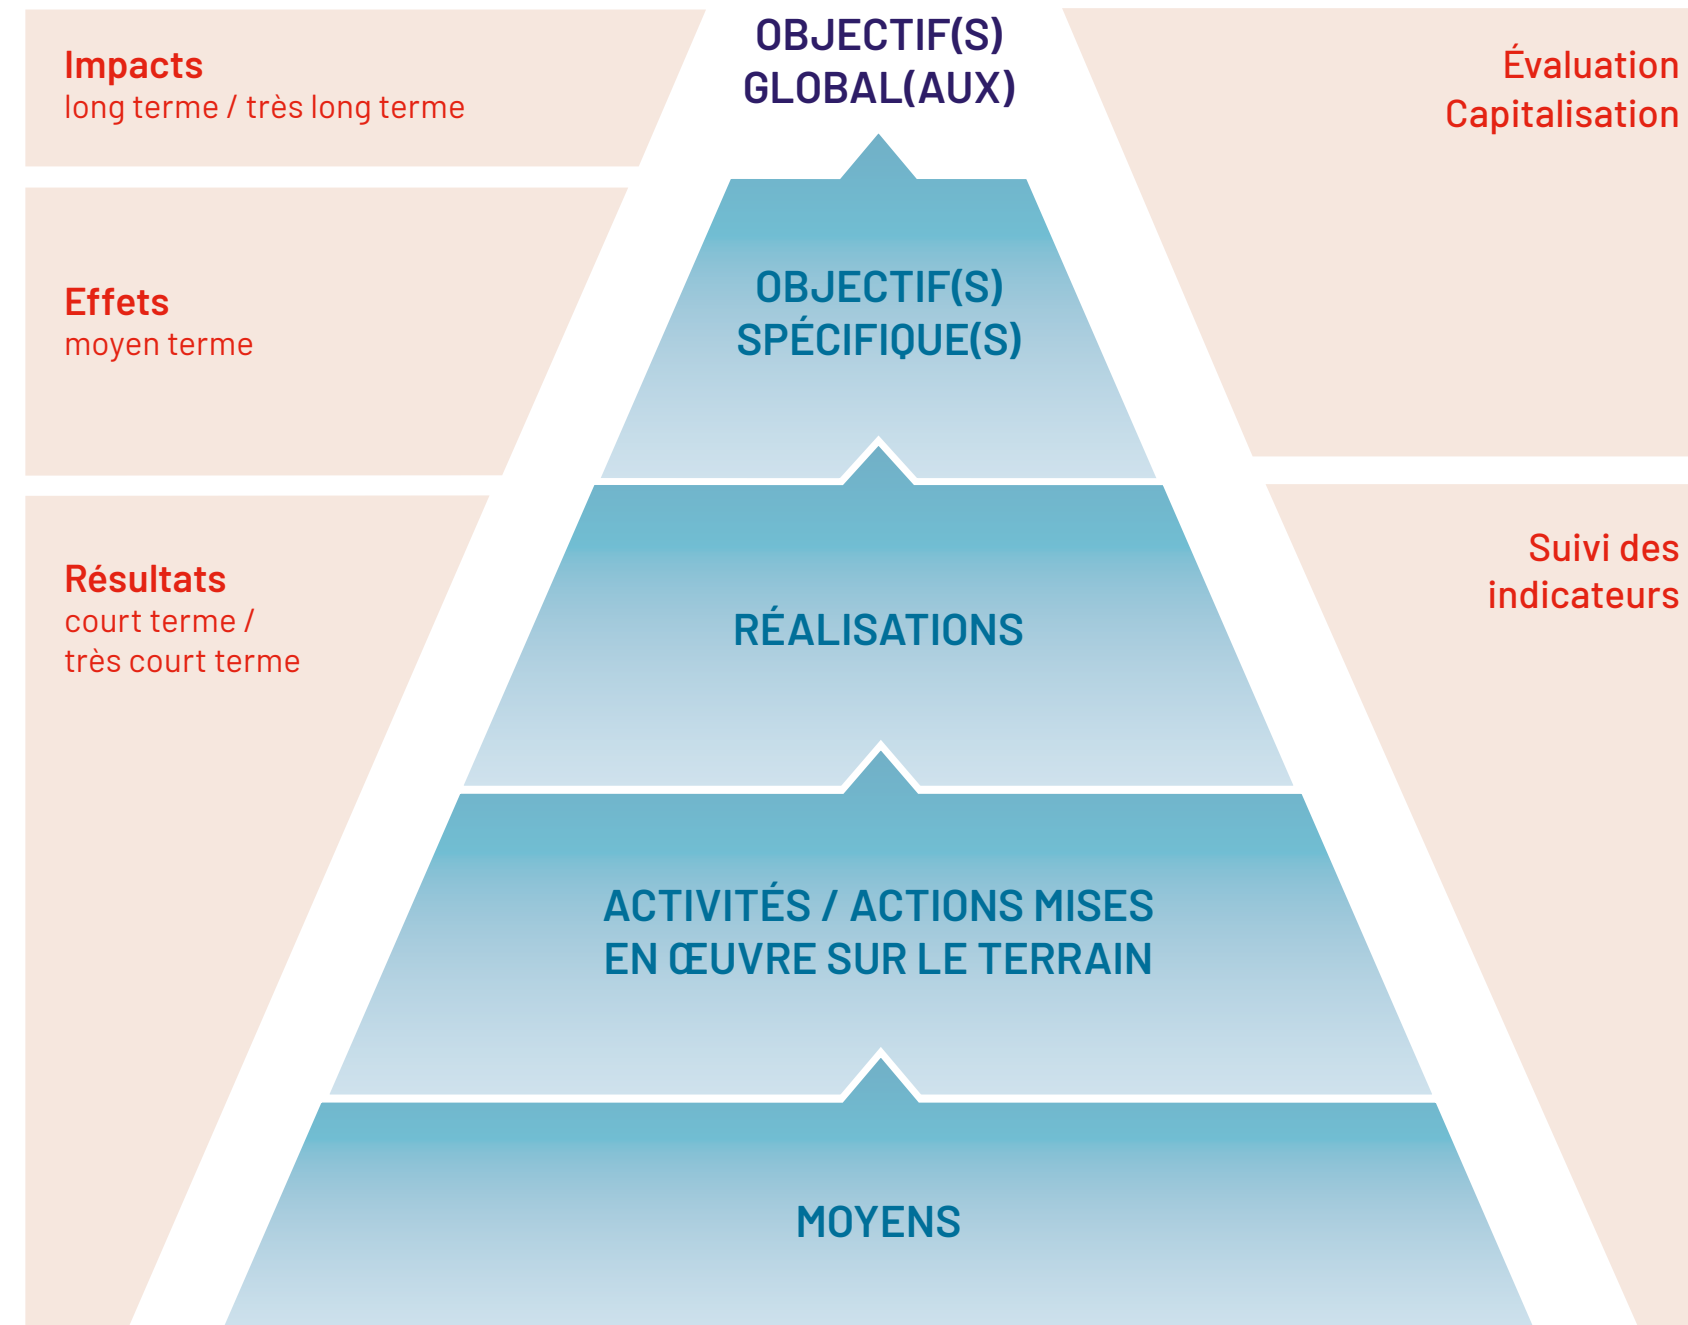 Impacts
long terme / très long terme
OBJECTIF(S)
GLOBAL(AUX)
Évaluation
Capitalisation
Effets
moyen terme
OBJECTIF(S)
SPÉCIFIQUE(S)
Résultats
court terme /
très court terme
RÉALISATIONS
Suivi des
indicateurs
ACTIVITÉS / ACTIONS MISES
EN ŒUVRE SUR LE TERRAIN
MOYENS